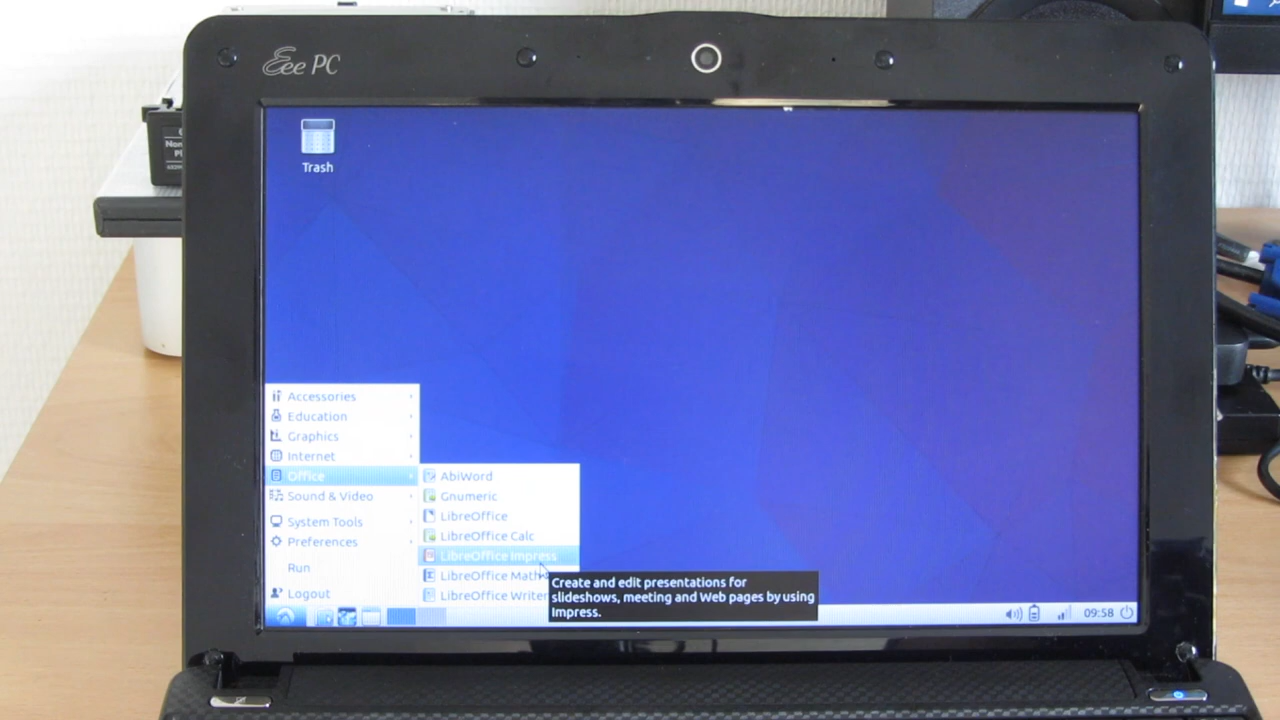 Eee PC
Trash
Accessories
Education
Graphics
Internet
Office
Sound & Video
System Tools
Preferences
Run
Logout
AbiWord
Gnumeric
LibreOffice
LibreOffice Calc
LibreOffice Impress
LibreOffice Math
LibreOffice Writer
Create and edit presentations for
slideshows, meeting and Web pages by using
Impress.
09:58